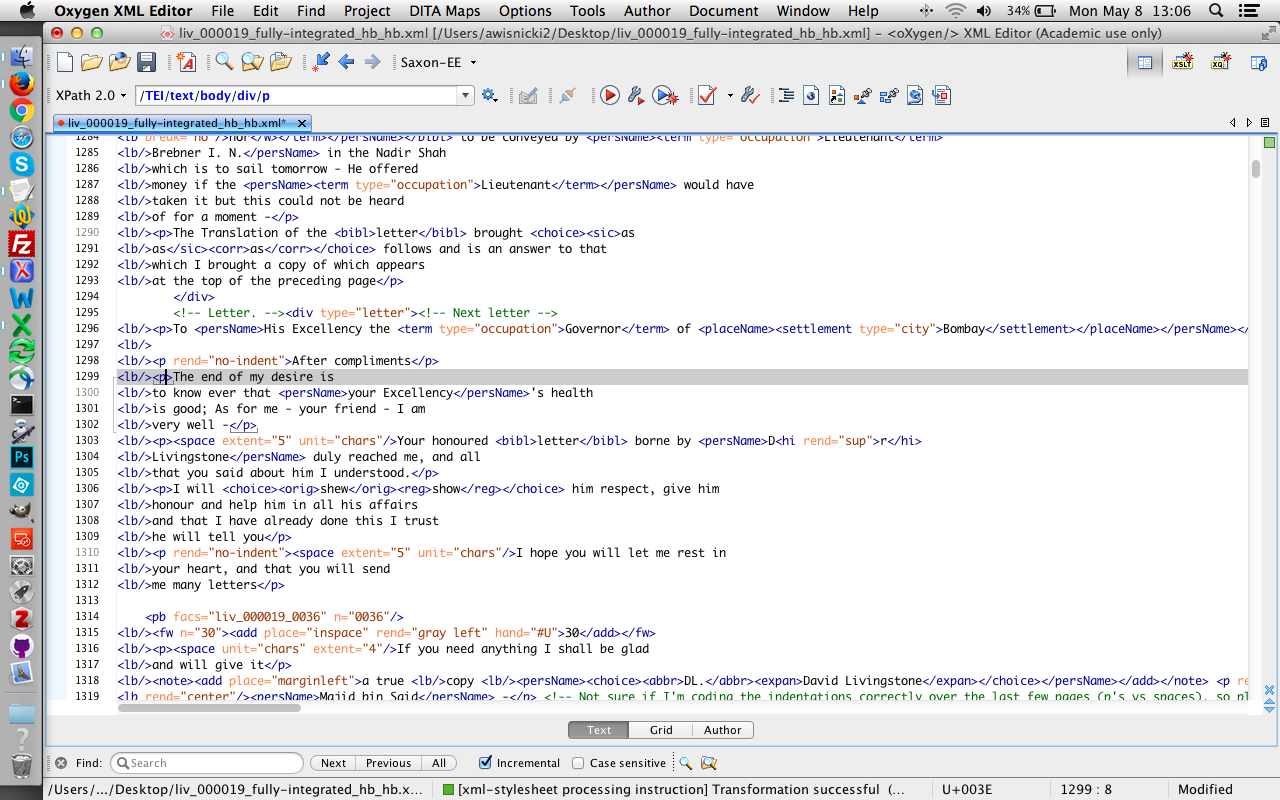 Oxygen XML Editor File Edit Find Project DITA Maps Options Tools Author Document Window Help 34% Mon May 8 13:06
liv_000019_fully-integrated_hb_hb.xml [/Users/awisnicki2/Desktop/liv_000019_fully-integrated_hb_hb.xml] - <oXygen/> XML Editor (Academic use only)
Saxon-EE
XPath 2.0 /TEI/text/body/div/p
liv_000019_fully-integrated_hb_hb.xml*
1284 <lb break="no"/>nor</w></term></persName></bibl> to be conveyed by <persName><term type="occupation">Lieutenant</term>
1285 <lb/>Brebner I. N.</persName> in the Nadir Shah
1286 <lb/>which is to sail tomorrow - He offered
1287 <lb/>money if the <persName><term type="occupation">Lieutenant</term></persName> would have
1288 <lb/>taken it but this could not be heard
1289 <lb/>of for a moment -</p>
1290 <lb/><p>The Translation of the <bibl>letter</bibl> brought <choice><sic>as
1291 <lb/>as</sic><corr>as</corr></choice> follows and is an answer to that
1292 <lb/>which I brought a copy of which appears
1293 <lb/>at the top of the preceding page</p>
1294 </div>
1295 <!-- Letter. --><div type="letter"><!-- Next letter -->
1296 <lb/><p>To <persName>His Excellency the <term type="occupation">Governor</term> of <placeName><settlement type="city">Bombay</settlement></placeName></persName></
1297 <lb/>
1298 <lb/><p rend="no-indent">After compliments</p>
1299 <lb/><p>The end of my desire is
1300 <lb/>to know ever that <persName>your Excellency</persName>'s health
1301 <lb/>is good; As for me - your friend - I am
1302 <lb/>very well -</p>
1303 <lb/><p><space extent="5" unit="chars"/>Your honoured <bibl>letter</bibl> borne by <persName>D<hi rend="sup">r</hi>
1304 <lb/>Livingstone</persName> duly reached me, and all
1305 <lb/>that you said about him I understood.</p>
1306 <lb/><p>I will <choice><orig>shew</orig><reg>show</reg></choice> him respect, give him
1307 <lb/>honour and help him in all his affairs
1308 <lb/>and that I have already done this I trust
1309 <lb/>he will tell you</p>
1310 <lb/><p rend="no-indent"><space extent="5" unit="chars"/>I hope you will let me rest in
1311 <lb/>your heart, and that you will send
1312 <lb/>me many letters</p>
1313
1314 <pb facs="liv_000019_0036" n="0036"/>
1315 <lb/><fw n="30"><add place="inspace" rend="gray left" hand="#U">30</add></fw>
1316 <lb/><p><space unit="chars" extent="4"/>If you need anything I shall be glad
1317 <lb/>and will give it</p>
1318 <lb/><note><add place="marginleft">a true <lb/>copy <lb/><persName><choice><abbr>DL.</abbr><expan>David Livingstone</expan></choice></persName></add></note> <p re
1319 <lb rend="center"/><persName>Majid bin Said</persName> -</p> <!-- Not sure if I'm coding the indentations correctly over the last few pages (p's vs spaces), so pl
Text Grid Author
Find: Search Next Previous All Incremental Case sensitive
/Users/.../Desktop/liv_000019_fully-integrated_hb_hb.x... [xml-stylesheet processing instruction] Transformation successful (... U+003E 1299 : 8 Modified